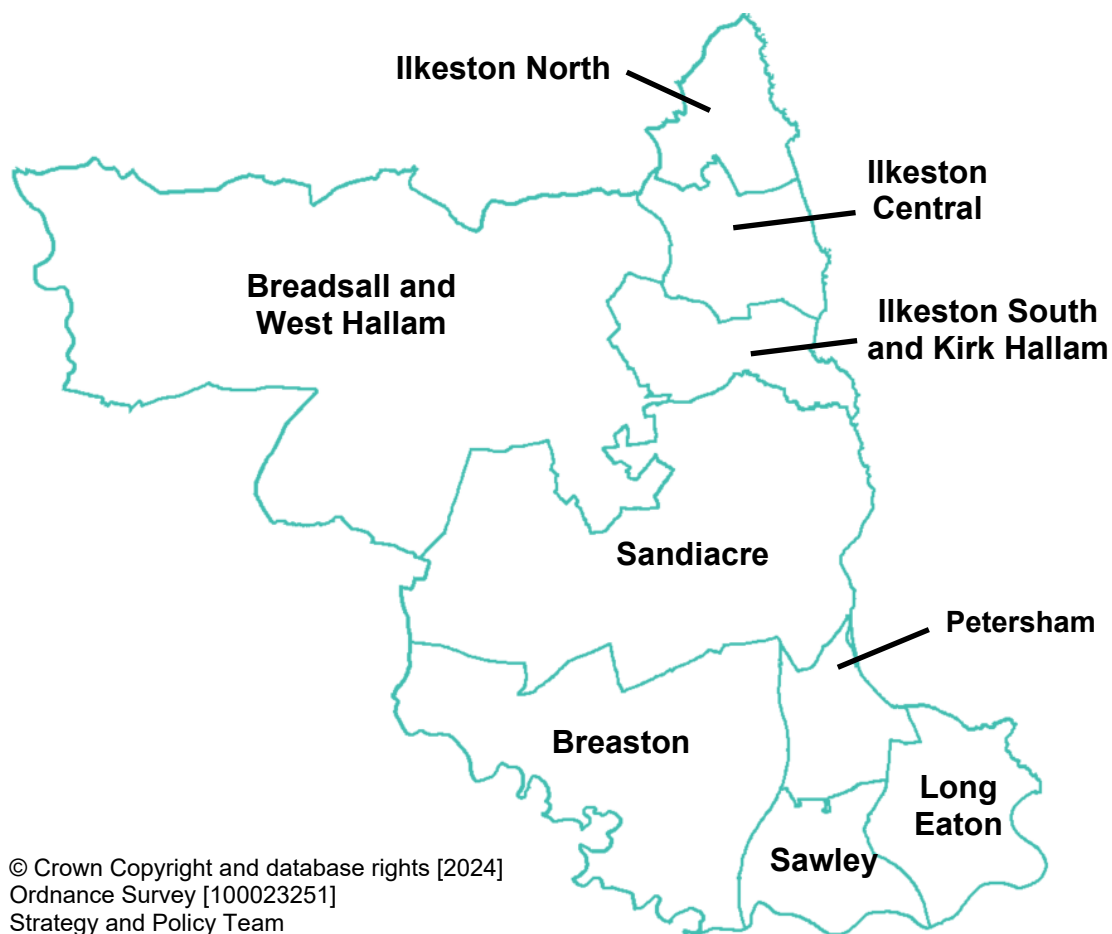 Ilkeston North
Ilkeston
Central
Breadsall and
West Hallam
Ilkeston South
and Kirk Hallam
Sandiacre
Petersham
Breaston
Long
Eaton
Sawley
© Crown Copyright and database rights [2024]
Ordnance Survey [100023251]
Strategy and Policy Team